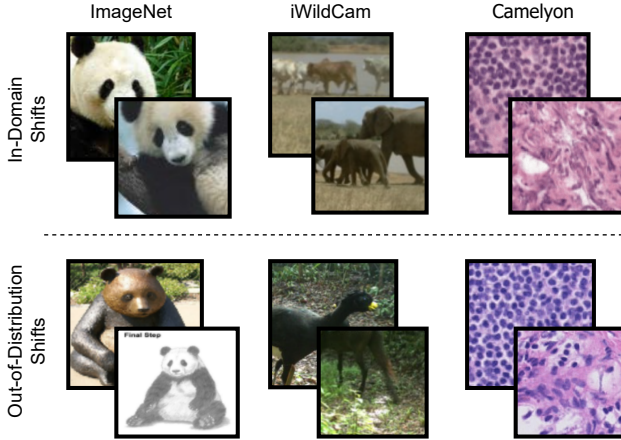 ImageNet
iWildCam
Camelyon
In-Domain
Shifts
Out-of-Distribution
Shifts
Final Step